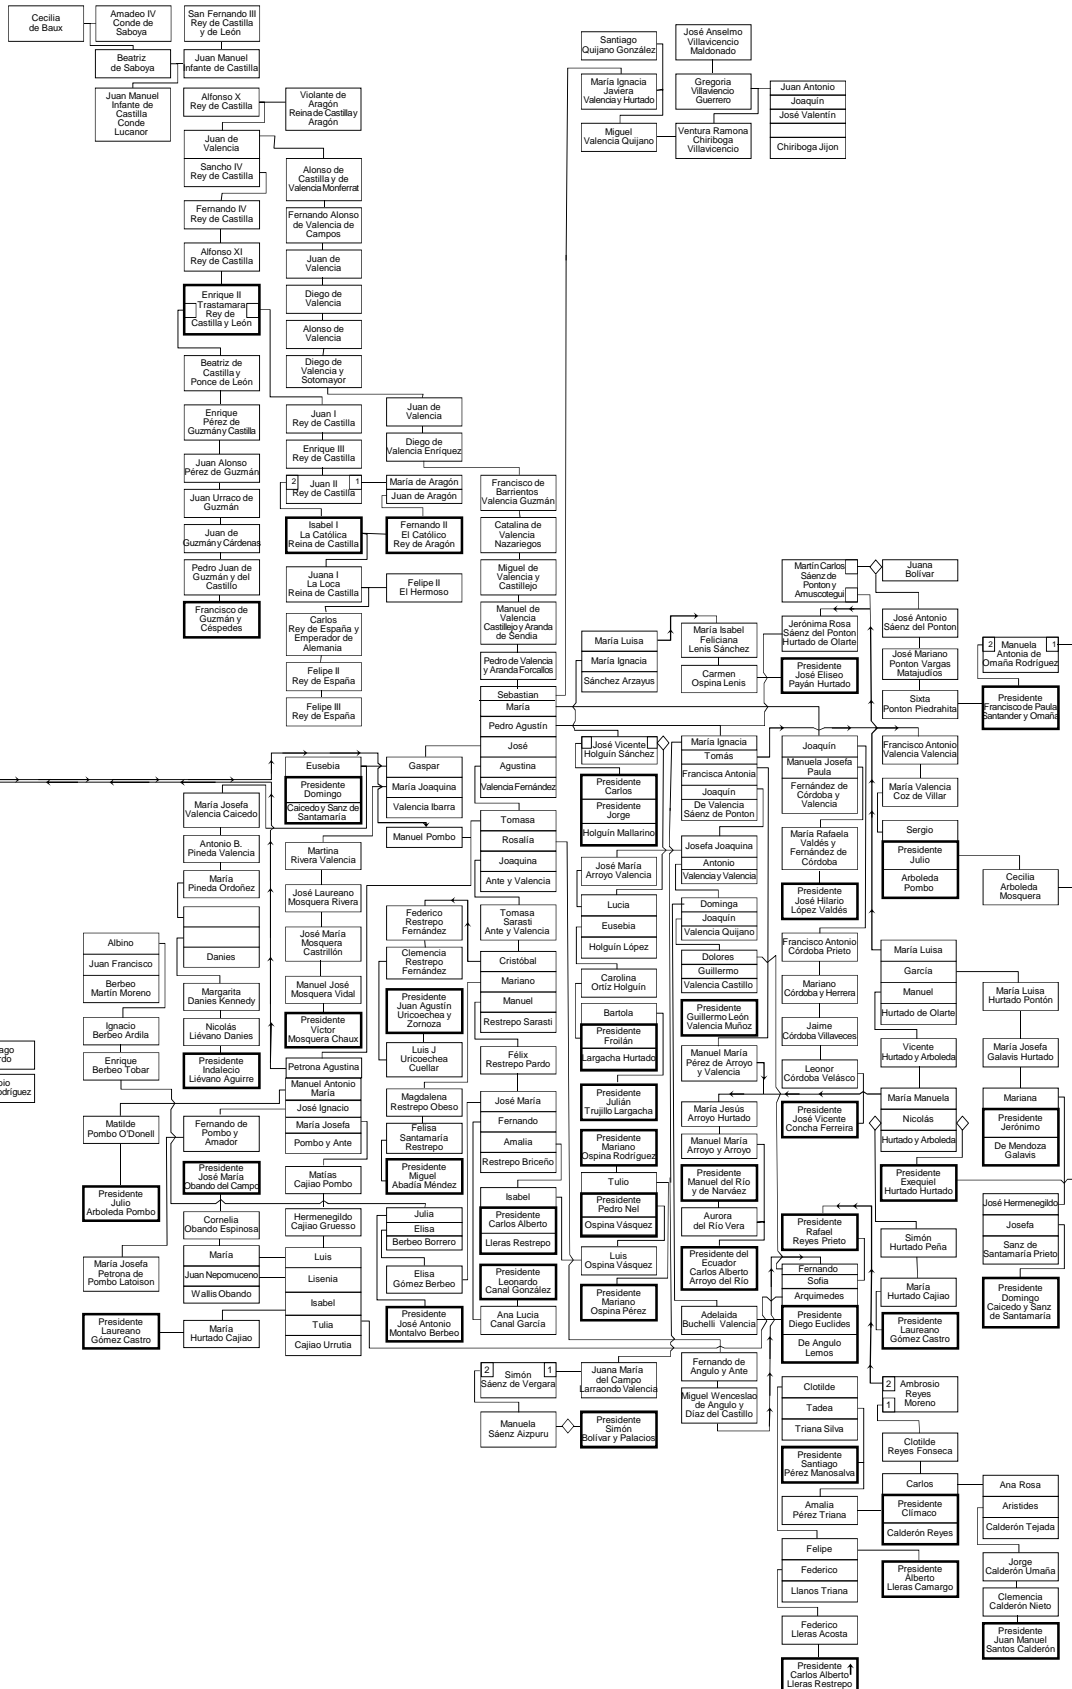 Cecilia
de Baux
Amadeo IV
Conde de
Saboya
San Fernando III
Rey de Castilla
y de León
Beatriz
de Saboya
Juan Manuel
Infante de Castilla
Juan Manuel
Infante de
Castilla
Conde
Lucanor
Alfonso X
Rey de Castilla
Violante de
Aragón
Reina de Castilla y
Aragón
Juan de
Valencia
Sancho IV
Rey de Castilla
Alonso de
Castilla y de
Valencia Monferrat
Fernando IV
Rey de Castilla
Fernando Alonso
de Valencia de
Campos
Alfonso XI
Rey de Castilla
Juan de
Valencia
Enrique II
Trastamara
Rey de
Castilla y León
Diego de
Valencia
Alonso de
Valencia
Beatriz de
Castilla y
Ponce de León
Diego de
Valencia y
Sotomayor
Enrique
Pérez de
Guzmán y Castilla
Juan I
Rey de Castilla
Juan de
Valencia
Juan Alonso
Pérez de Guzmán
Enrique III
Rey de Castilla
Diego de
Valencia Enríquez
Juan Urraco de
Guzmán
2
Juan II
1
Rey de Castilla
María de Aragón
Juan de Aragón
Francisco de
Barrientos
Valencia Guzmán
Juan de
Guzmán y Cárdenas
Isabel I
La Católica
Reina de Castilla
Fernando II
El Católico
Rey de Aragón
Catalina de
Valencia
Nazariegos
Pedro Juan de
Guzmán y del
Castillo
Juana I
La Loca
Reina de Castilla
Felipe II
El Hermoso
Miguel de
Valencia y
Castillejo
Francisco de
Guzmán y
Céspedes
Carlos
Rey de España y
Emperador de
Alemania
Manuel de
Valencia
Castillejo y Aranda
de Sendia
Felipe II
Rey de España
Pedro de Valencia
y Aranda Forcallos
Felipe III
Rey de España
Sebastian
María
Pedro Agustín
José
Agustina
Valencia Fernández
Santiago
Quijano González
José Anselmo
Villavicencio
Maldonado
María Ignacia
Javiera
Valencia y Hurtado
Gregoria
Villaviencio
Guerrero
Juan Antonio
Joaquín
José Valentín
Chiriboga Jijon
Miguel
Valencia Quijano
Ventura Ramona
Chiriboga
Villavicencio
Martín Carlos
Sáenz de
Ponton y
Amuscotegui
Juana
Bolívar
María Luisa
María Ignacia
Sánchez Arzayus
María Isabel
Feliciana
Lenis Sánchez
Jerónima Rosa
Sáenz del Ponton
Hurtado de Olarte
José Antonio
Sáenz del Ponton
Carmen
Ospina Lenis
Presidente
José Eliseo
Payán Hurtado
José Mariano
Ponton Vargas
Matajudios
2
Manuela
1
Antonia de
Omaña Rodríguez
Sixta
Ponton Piedrahita
Presidente
Francisco de Paula
Santander y Omaña
Eusebia
Presidente
Domingo
Caicedo y Sanz de
Santamaría
Gaspar
María Joaquina
Valencia Ibarra
Manuel Pombo
Tomasa
Rosalía
Joaquina
Ante y Valencia
José Vicente
Holguín Sánchez
Presidente
Carlos
Presidente
Jorge
Holguín Mallarino
María Ignacia
Tomás
Francisca Antonia
Joaquín
De Valencia
Sáenz de Ponton
Joaquín
Manuela Josefa
Paula
Fernández de
Córdoba y
Valencia
Francisco Antonio
Valencia Valencia
María Valencia
Coz de Villar
María Josefa
Valencia Caicedo
Antonio B.
Pineda Valencia
Martina
Rivera Valencia
María
Pineda Ordoñez
José Laureano
Mosquera Rivera
José María
Arroyo Valencia
Josefa Joaquina
Antonio
Valencia y Valencia
María Rafaela
Valdés y
Fernández de
Córdoba
Sergio
Presidente
Julio
Arboleda
Pombo
Cecilia
Arboleda
Mosquera
Presidente
José Hilario
López Valdés
Danies
José María
Mosquera
Castrillón
Federico
Restrepo
Fernández
Clemencia
Restrepo
Fernández
Tomasa
Sarasti
Ante y Valencia
Lucia
Eusebia
Holguín López
Dominga
Joaquín
Valencia Quijano
Francisco Antonio
Córdoba Prieto
Albino
Juan Francisco
Berbeo
Martín Moreno
Margarita
Danies Kennedy
Manuel José
Mosquera Vidal
Cristóbal
Mariano
Manuel
Restrepo Sarasti
Carolina
Ortíz Holguín
Dolores
Guillermo
Valencia Castillo
Mariano
Córdoba y Herrera
María Luisa
García
Manuel
Hurtado de Olarte
María Luisa
Hurtado Pontón
Ignacio
Berbeo Ardila
Nicolás
Liévano Danies
Presidente
Víctor
Mosquera Chaux
Presidente
Juan Agustín
Uricoechea y
Zornoza
Bartola
Presidente
Froilán
Largacha Hurtado
Presidente
Guillermo León
Valencia Muñoz
Jaime
Córdoba Villaveces
Enrique
Berbeo Tobar
Presidente
Indalecio
Liévano Aguirre
Luis J
Uricoechea
Cuellar
Félix
Restrepo Pardo
Manuel María
Pérez de Arroyo
y Valencia
Leonor
Córdoba Velásco
Vicente
Hurtado y Arboleda
María Josefa
Galavis Hurtado
Petrona Agustina
Manuel Antonio
María
José Ignacio
María Josefa
Pombo y Ante
Magdalena
Restrepo Obeso
José María
Fernando
Amalia
Restrepo Briceño
Presidente
Julián
Trujillo Largacha
María Jesús
Arroyo Hurtado
Presidente
José Vicente
Concha Ferreira
María Manuela
Nicolás
Hurtado y Arboleda
Mariana
Presidente
Jerónimo
De Mendoza
Galavis
Matilde
Pombo O'Donell
Fernando de
Pombo y
Amador
Felisa
Santamaría
Restrepo
Presidente
Miguel
Abadía Méndez
Presidente
Mariano
Ospina Rodríguez
Manuel María
Arroyo y Arroyo
Presidente
Julio
Arboleda Pombo
Presidente
José María
Obando del Campo
Matías
Cajiao Pombo
Isabel
Presidente
Carlos Alberto
Lleras Restrepo
Tulio
Presidente
Pedro Nel
Ospina Vásquez
Presidente
Manuel del Río
y de Narváez
Presidente
Exequiel
Hurtado Hurtado
Cornelia
Obando Espinosa
Hermenegildo
Cajiao Gruesso
Julia
Elisa
Berbeo Borrero
Aurora
del Río Vera
Presidente
Rafael
Reyes Prieto
Simón
Hurtado Peña
José Hermenegildo
Josefa
Sanz de
Santamaría Prieto
María Josefa
Petrona de
Pombo Latoison
María
Juan Nepomuceno
Wallis Obando
Luis
Lisenia
Isabel
Tulia
Cajiao Urrutia
Elisa
Gómez Berbeo
Presidente
Leonardo
Canal González
Luis
Ospina Vásquez
Presidente del
Ecuador
Carlos Alberto
Arroyo del Río
Fernando
Sofia
Arquimedes
Presidente
Diego Euclides
De Angulo
Lemos
María
Hurtado Cajiao
Presidente
Domingo
Caicedo y Sanz
de Santamaría
Presidente
Laureano
Gómez Castro
María
Hurtado Cajiao
Presidente
José Antonio
Montalvo Berbeo
Ana Lucia
Canal García
Presidente
Mariano
Ospina Pérez
Adelaida
Buchelli Valencia
Presidente
Laureano
Gómez Castro
2
Simón
1
Sáenz de Vergara
Juana María
del Campo
Larraondo Valencia
Fernando de
Angulo y Ante
Clotilde
Tadea
Triana Silva
2
Ambrosio
Reyes
1
Moreno
Manuela
Sáenz Aizpuru
Presidente
Simón
Bolívar y Palacios
Miguel Wenceslao
de Angulo y
Díaz del Castillo
Presidente
Santiago
Pérez Manosalva
Clotilde
Reyes Fonseca
Amalia
Pérez Triana
Carlos
Presidente
Clímaco
Calderón Reyes
Ana Rosa
Aristides
Calderón Tejada
Felipe
Federico
Llanos Triana
Presidente
Alberto
Lleras Camargo
Jorge
Calderón Umaña
Clemencia
Calderón Nieto
Federico
Lleras Acosta
Presidente
Juan Manuel
Santos Calderón
Presidente
Carlos Alberto
Lleras Restrepo